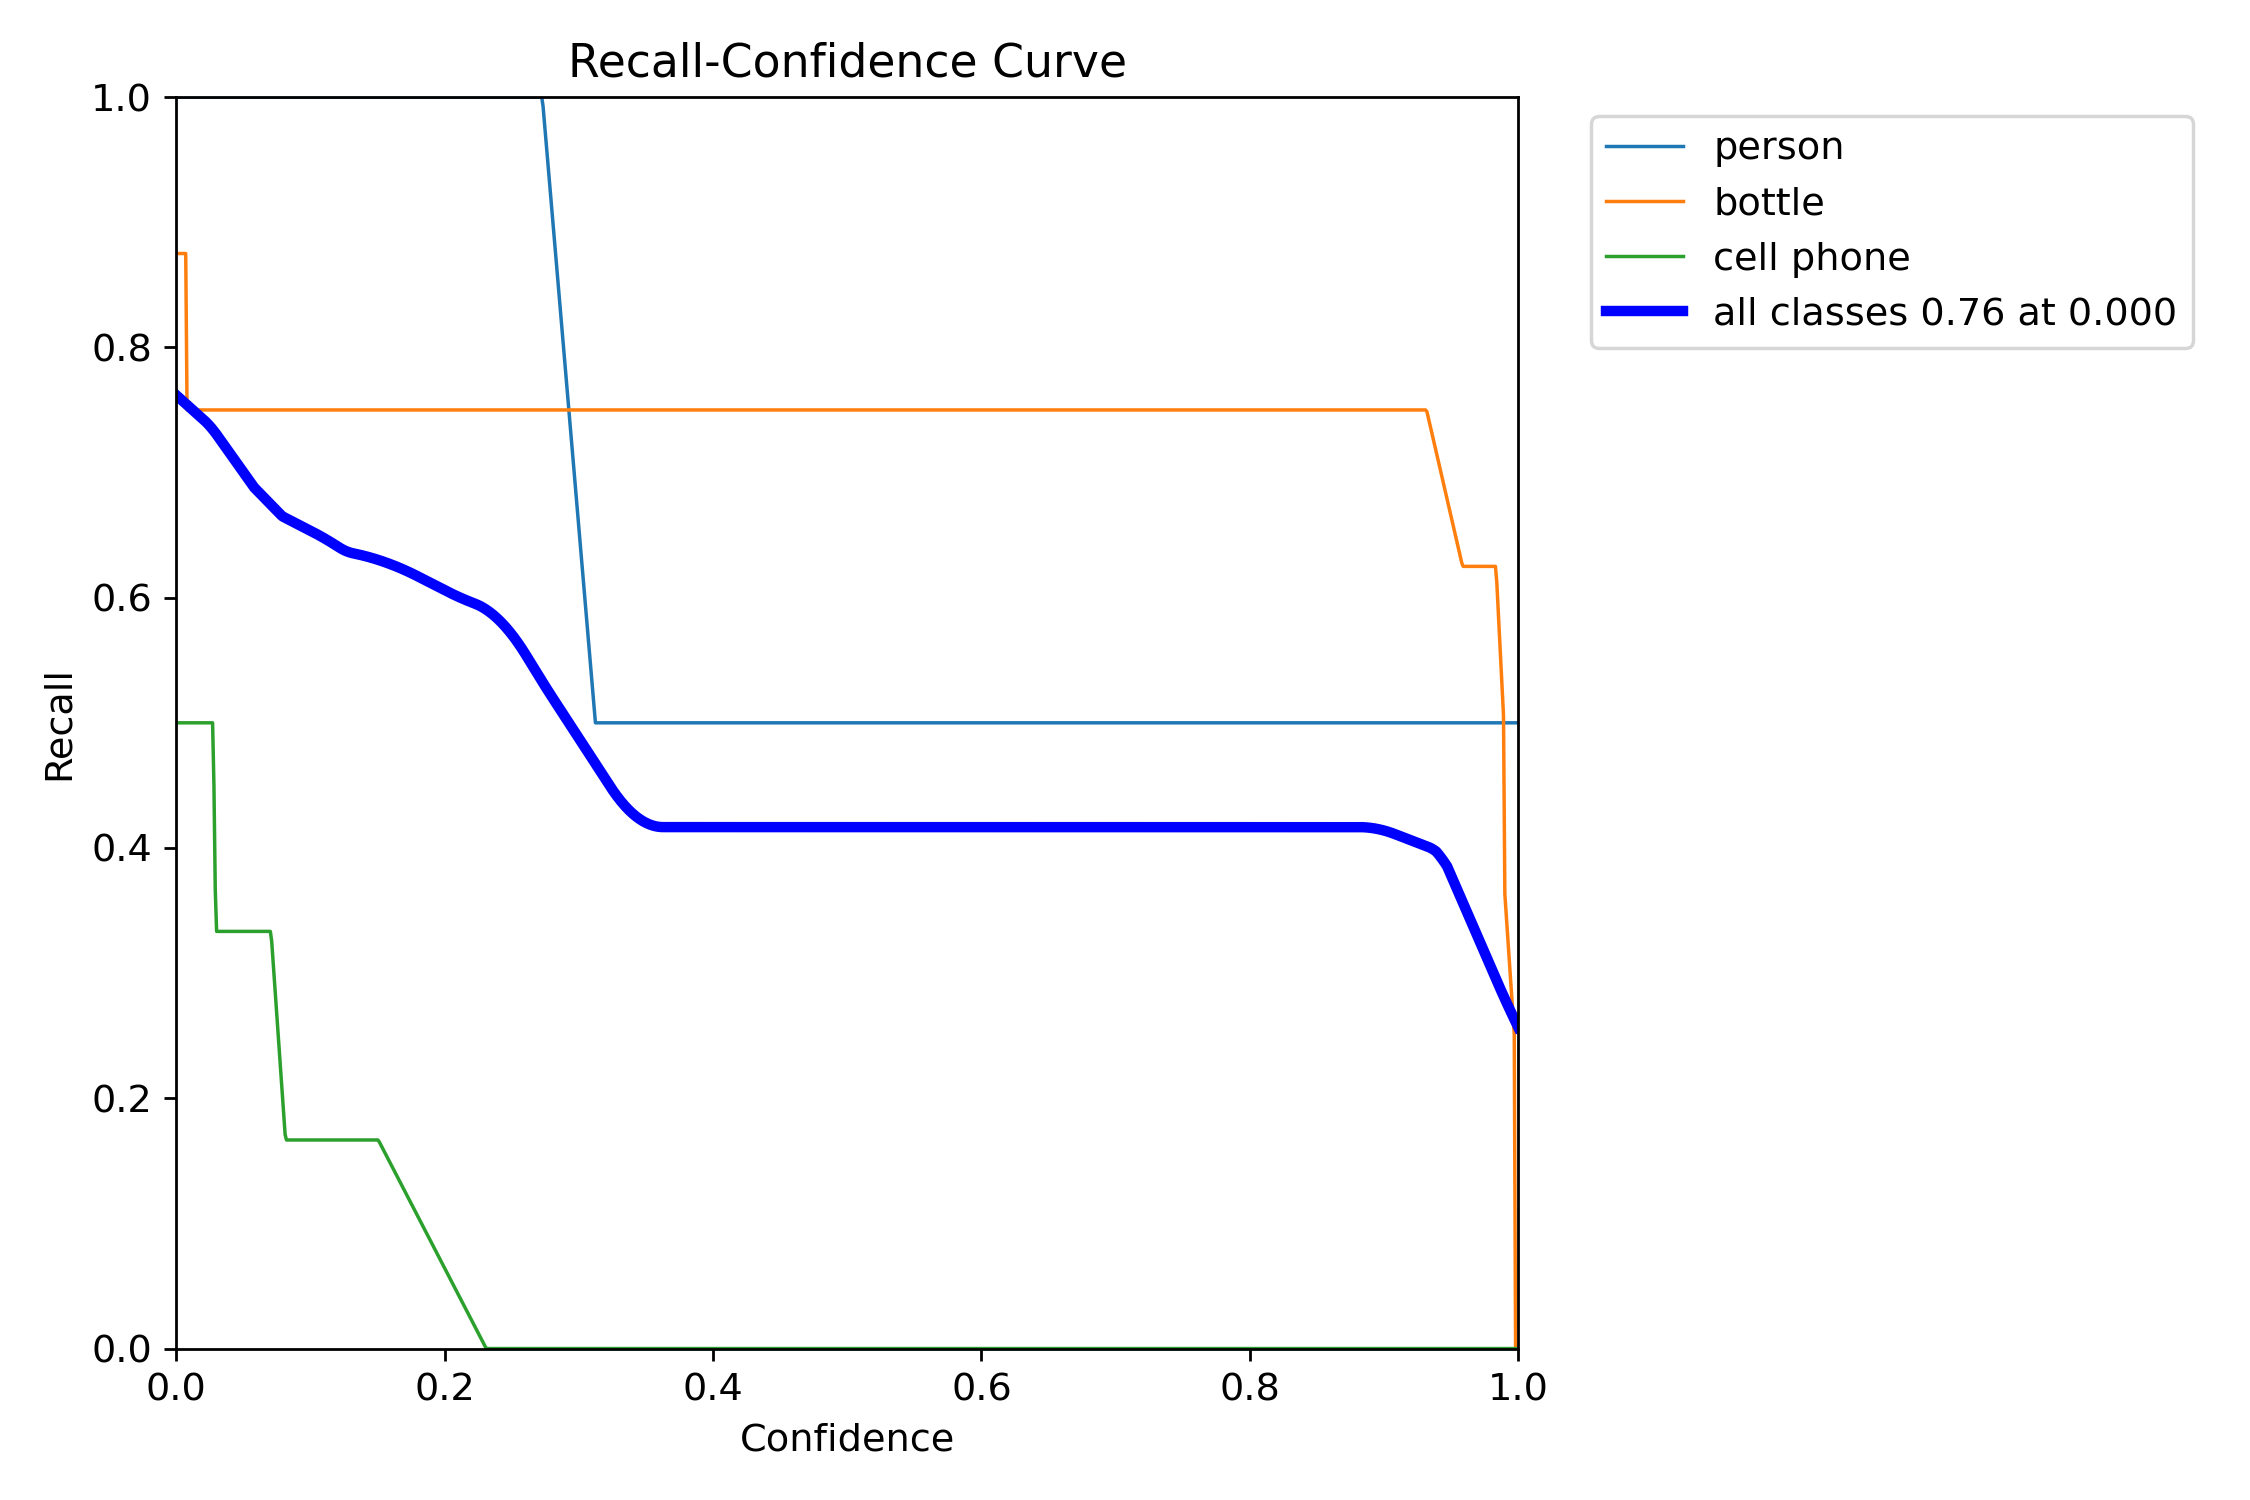 Recall-Confidence Curve
1.0
0.8
0.6
0.4
0.2
0.0
Recall
0.0 0.2 0.4 0.6 0.8 1.0
Confidence
person
bottle
cell phone
all classes 0.76 at 0.000